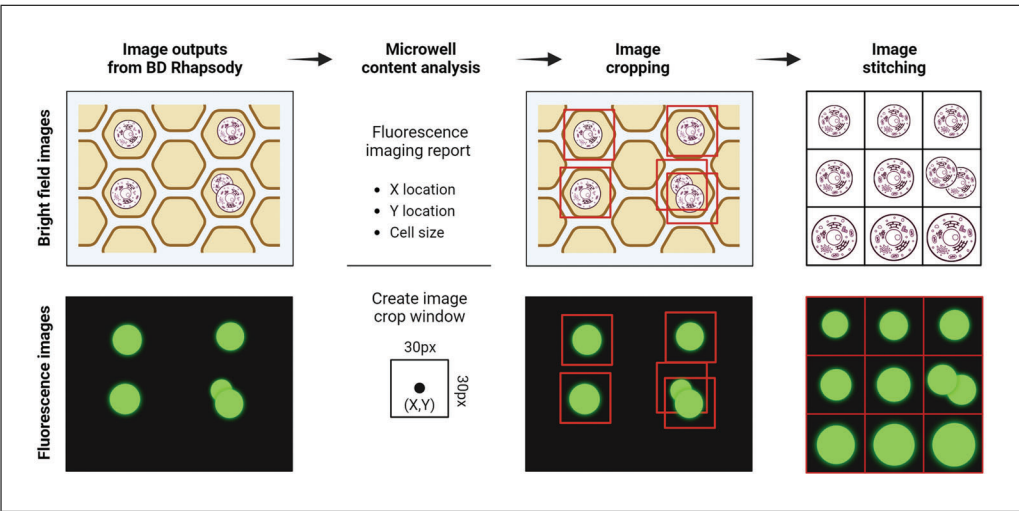 Image outputs
from BD Rhapsody
Microwell
content analysis
Image
cropping
Image
stitching
Bright field images
Fluorescence
imaging report
• X location
• Y location
• Cell size
Fluorescence images
Create image
crop window
30px
30px
(X,Y)